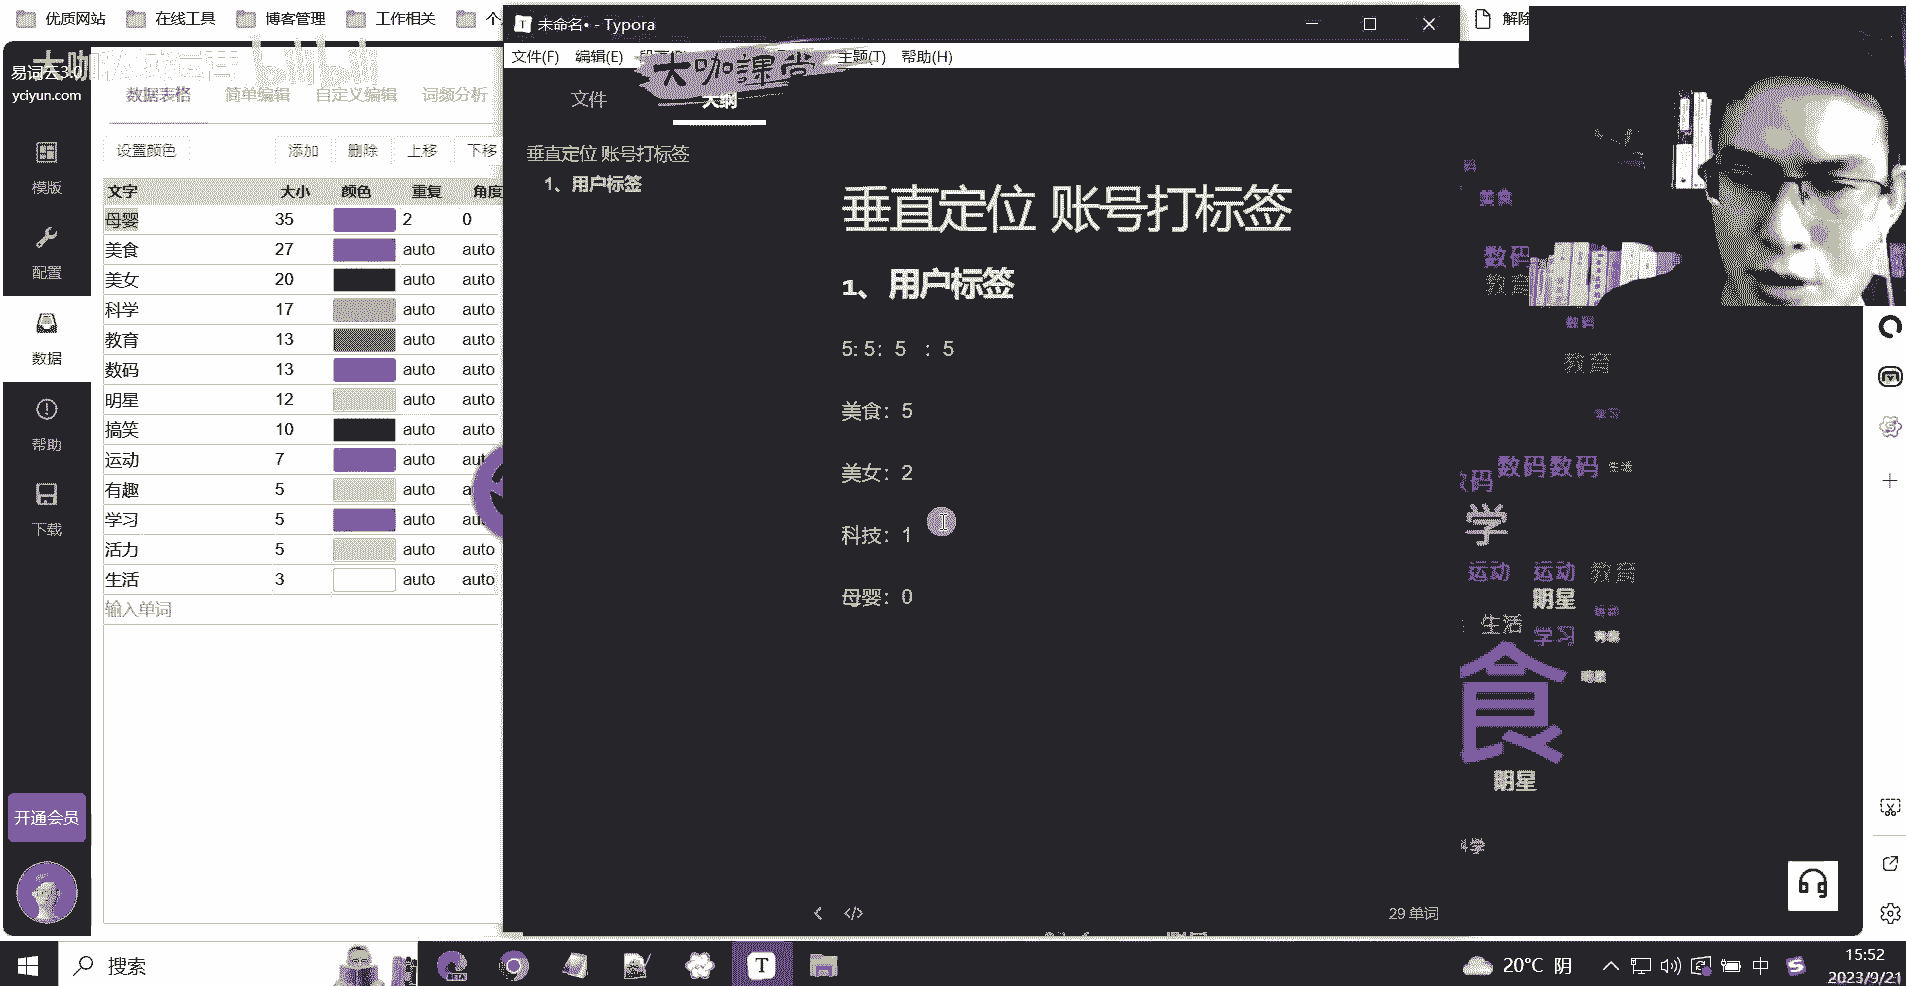 优质网站 在线工具 博客管理 工作相关
未命名• - Typora
解除
文件(F) 编辑(E) 主题(T) 帮助(H)
大咖课堂
易词云3.0
yciyun.com
数据表格 简单编辑 自定义编辑 词频分析
文件 大纲
设置颜色 添加 删除 上移 下移
模版
配置
数据
帮助
下载
开通会员
文字 大小 颜色 重复 角度
母婴 35 2 0
美食 27 auto auto
美女 20 auto auto
科学 17 auto auto
教育 13 auto auto
数码 13 auto auto
明星 12 auto auto
搞笑 10 auto auto
运动 7 auto
有趣 5 auto
学习 5 auto
活力 5 auto auto
生活 3 auto auto
输入单词
垂直定位 账号打标签
1、用户标签
垂直定位 账号打标签
1、用户标签
5: 5：5 ：5
美食：5
美女：2
科技：1
母婴：0
29 单词
美食
数码
教育
数码
教育
学习
数码 数码 生活
学
运动 运动 教育
明星
生活
学习
食
明星
搜索
20°C 阴
中
15:52
2023/9/21